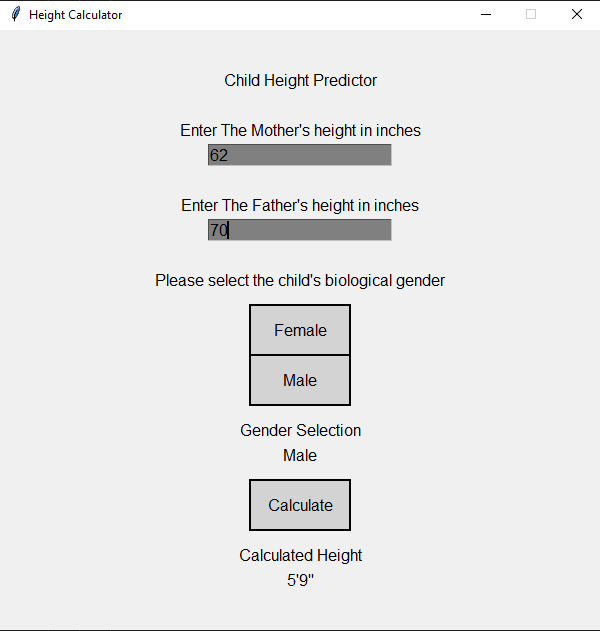 Height Calculator
Child Height Predictor
Enter The Mother's height in inches
62
Enter The Father's height in inches
70
Please select the child's biological gender
Female
Male
Gender Selection
Male
Calculate
Calculated Height
5'9"